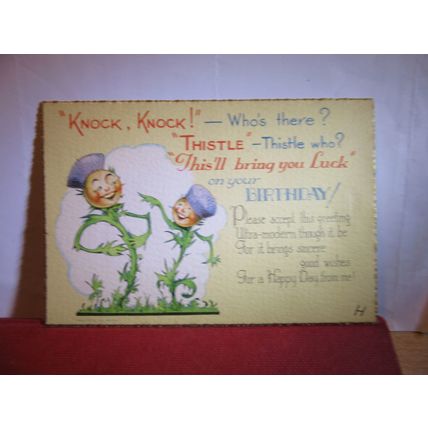 "KNOCK, KNOCK!" — WHO'S there?
"THISTLE" — Thistle who?
"This'll bring you Luck"
on your
BIRTHDAY!
Please accept this greeting
Ultra-modern though it be
For it brings sincere
good wishes
For a Happy Day from me!
H